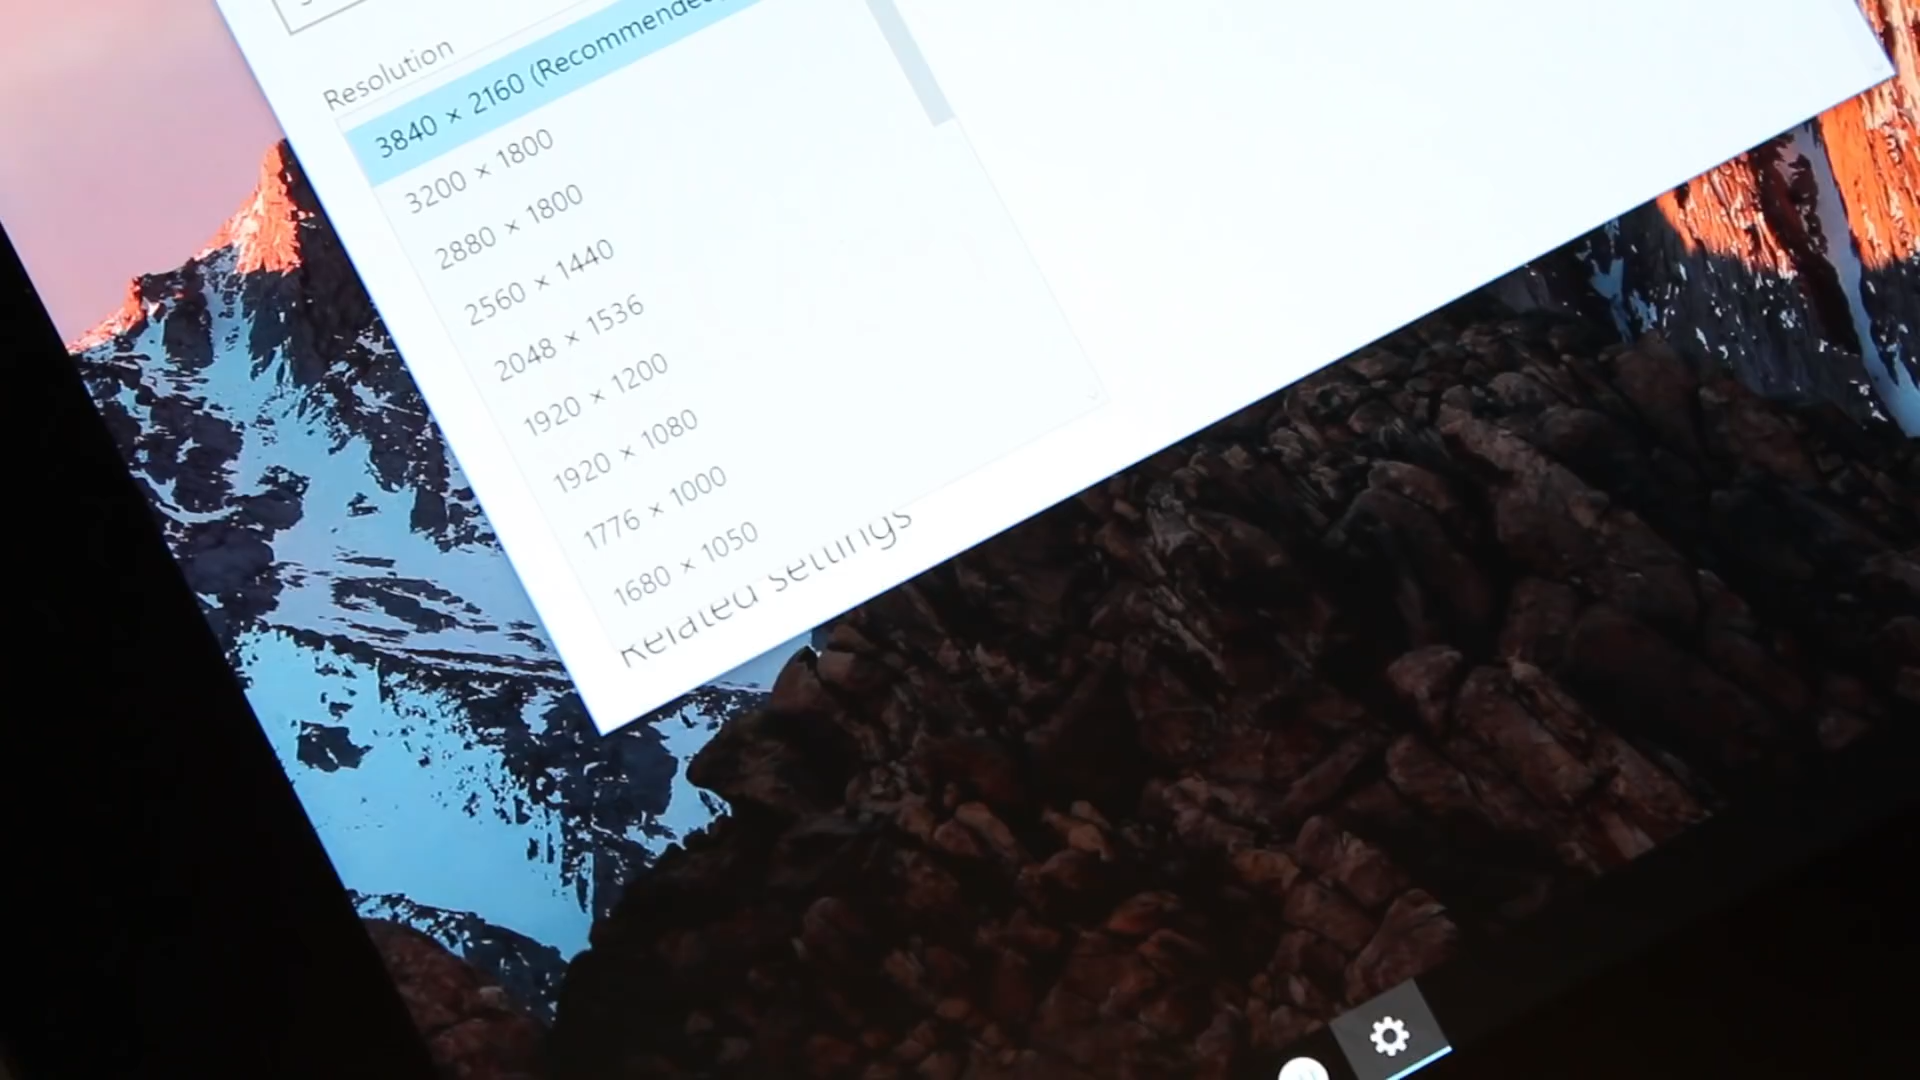 Resolution
3840 × 2160 (Recommended)
3200 × 1800
2880 × 1800
2560 × 1440
2048 × 1536
1920 × 1200
1920 × 1080
1776 × 1000
1680 × 1050
Related settings